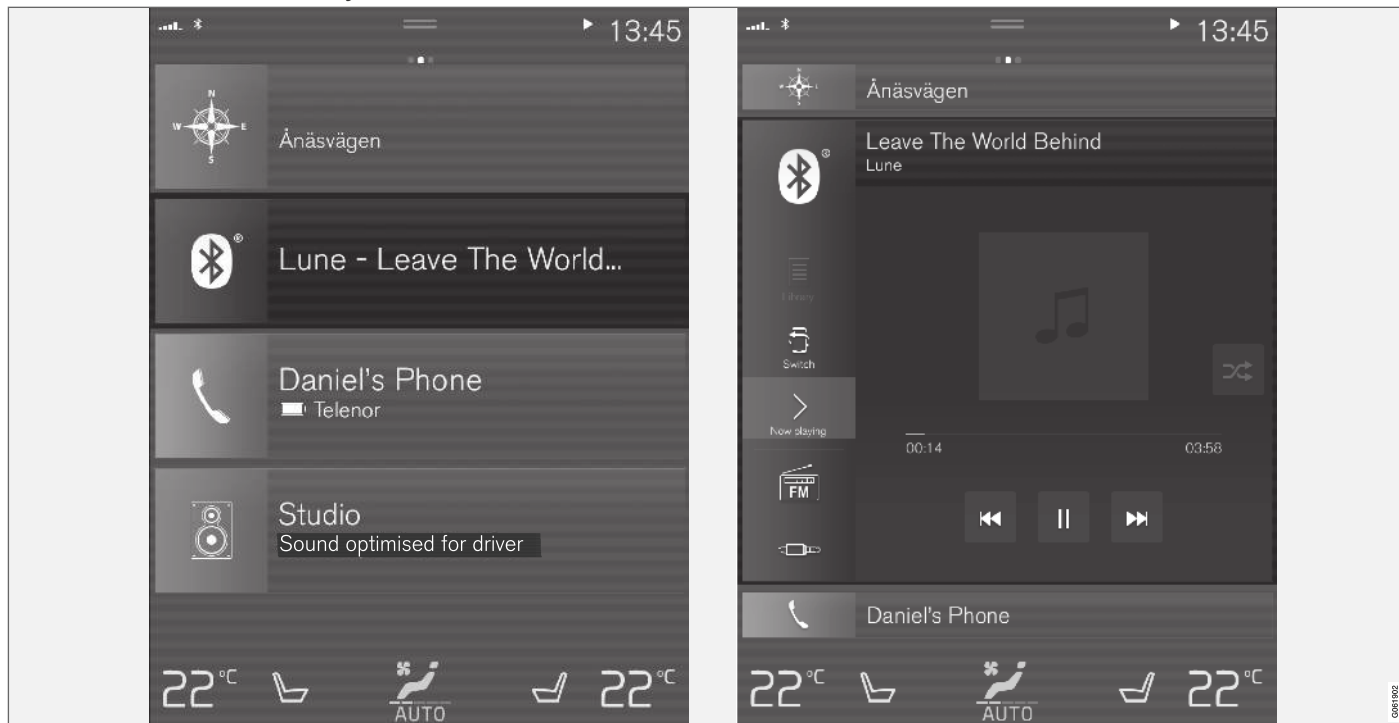 13:45
N
W E
S
Ånäsvägen
®
Lune - Leave The World...
Daniel's Phone
Telenor
Studio
Sound optimised for driver
22°C
AUTO
22°C
13:45
Ånäsvägen
®
Leave The World Behind
Lune
Library
Switch
Now playing
00:14
03:58
FM
Daniel's Phone
22°C
AUTO
22°C
G061902